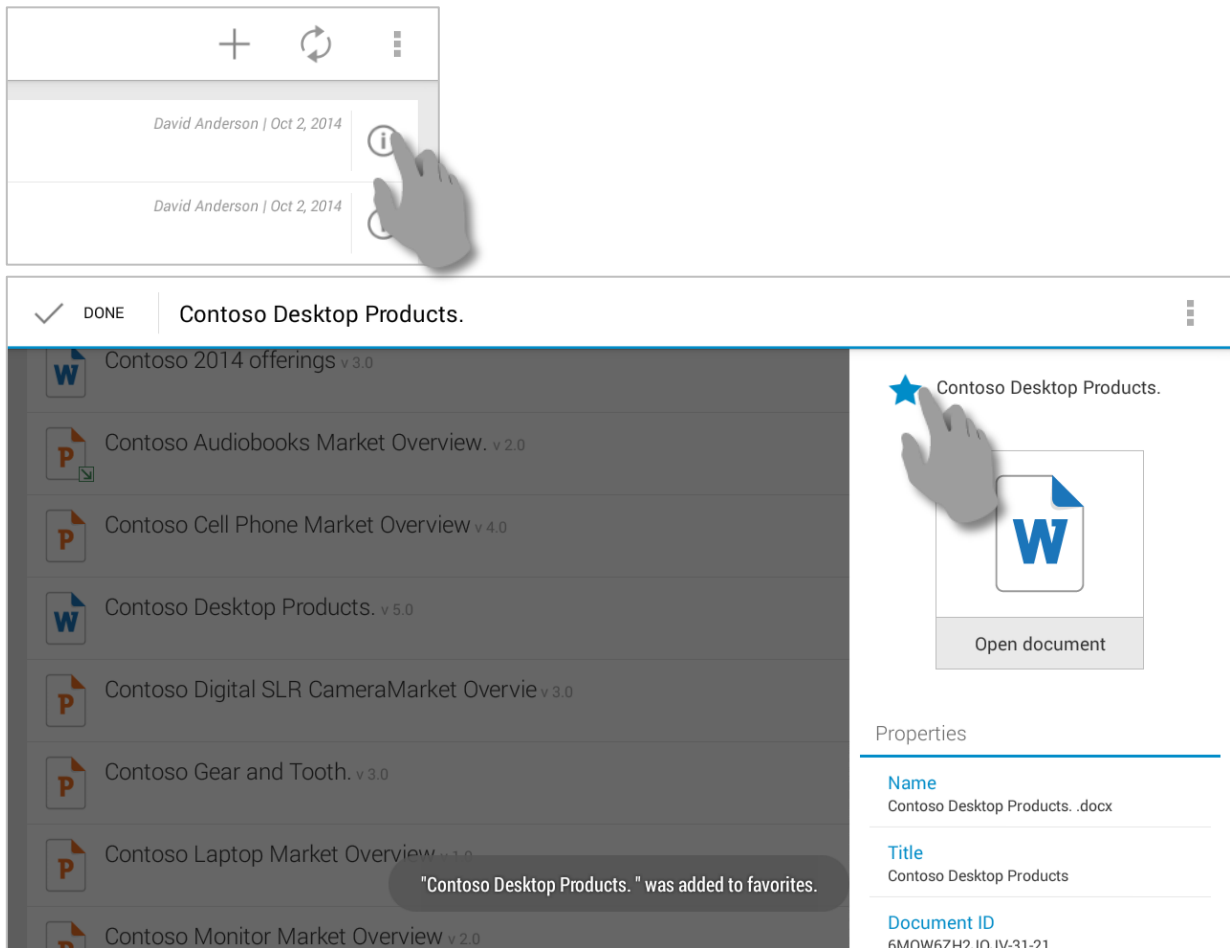 David Anderson | Oct 2, 2014
David Anderson | Oct 2, 2014
DONE
Contoso Desktop Products.
Contoso 2014 offerings v 3.0
Contoso Audiobooks Market Overview. v 2.0
Contoso Cell Phone Market Overview v 4.0
Contoso Desktop Products. v 5.0
Contoso Digital SLR CameraMarket Overvie v 3.0
Contoso Gear and Tooth. v 3.0
Contoso Laptop Market Overview v 1.0
Contoso Monitor Market Overview v 2.0
"Contoso Desktop Products. " was added to favorites.
Contoso Desktop Products.
Open document
Properties
Name
Contoso Desktop Products. .docx
Title
Contoso Desktop Products
Document ID